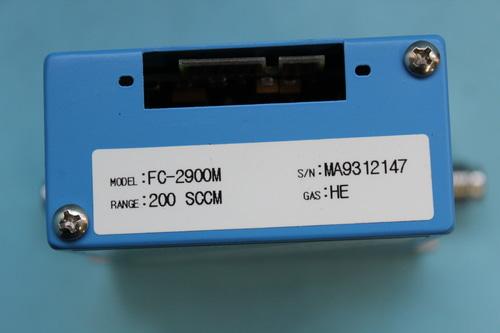 MODEL:FC-2900M S/N:MA9312147
RANGE:200 SCCM GAS:HE